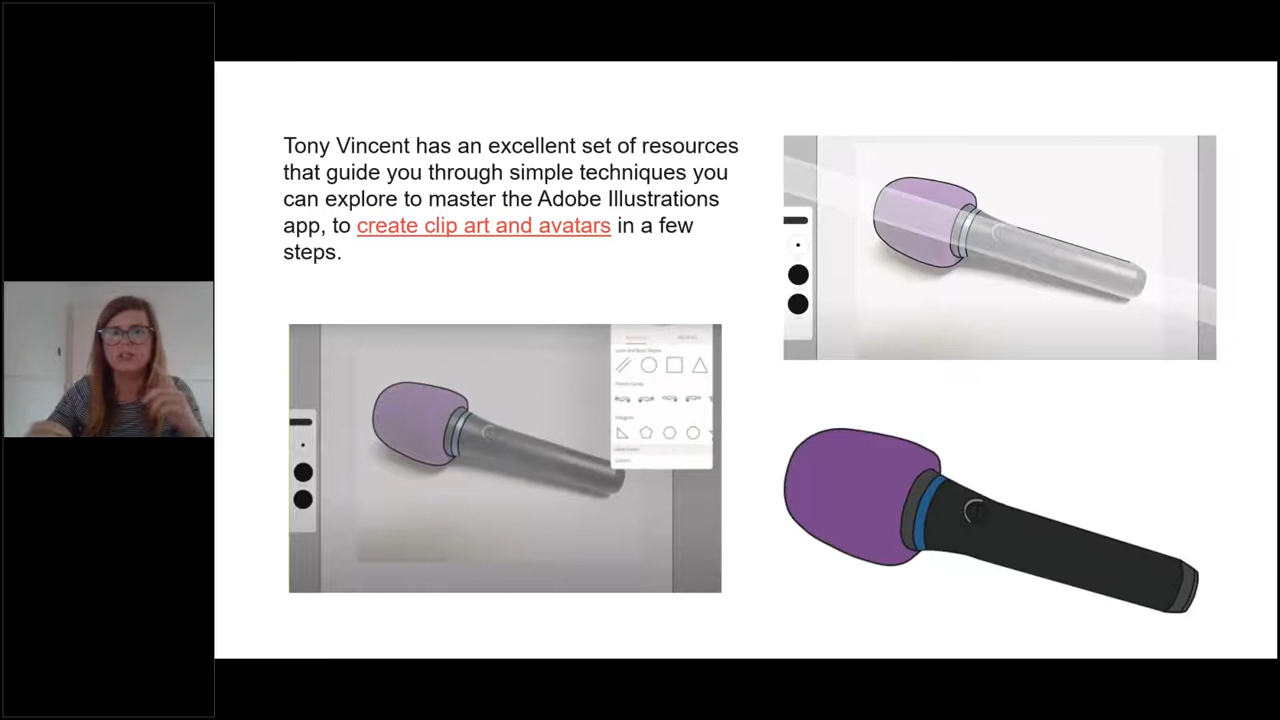 Tony Vincent has an excellent set of resources
that guide you through simple techniques you
can explore to master the Adobe Illustrations
app, to create clip art and avatars in a few
steps.